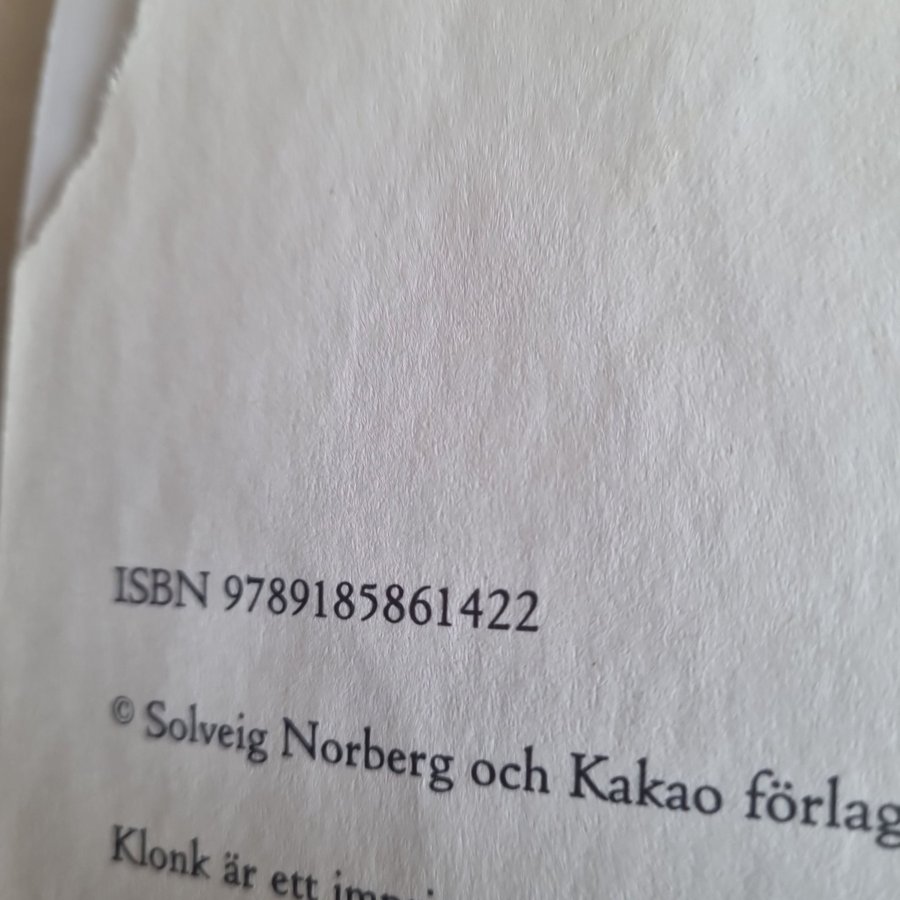 ISBN 9789185861422
© Solveig Norberg och Kakao förlag
Klonk är ett